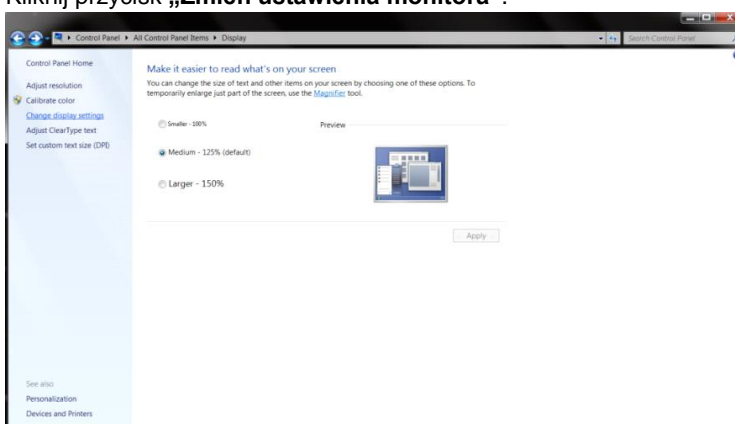 Kliknij przycisk „Zmień ustawienia monitora”.
Control Panel ▸ All Control Panel Items ▸ Display
Search Control Panel
Control Panel Home
Adjust resolution
Calibrate color
Change display settings
Adjust ClearType text
Set custom text size (DPI)
Make it easier to read what's on your screen
You can change the size of text and other items on your screen by choosing one of these options. To
temporarily enlarge just part of the screen, use the Magnifier tool.
Smaller - 100%
Preview
Medium - 125% (default)
Larger - 150%
Apply
See also
Personalization
Devices and Printers